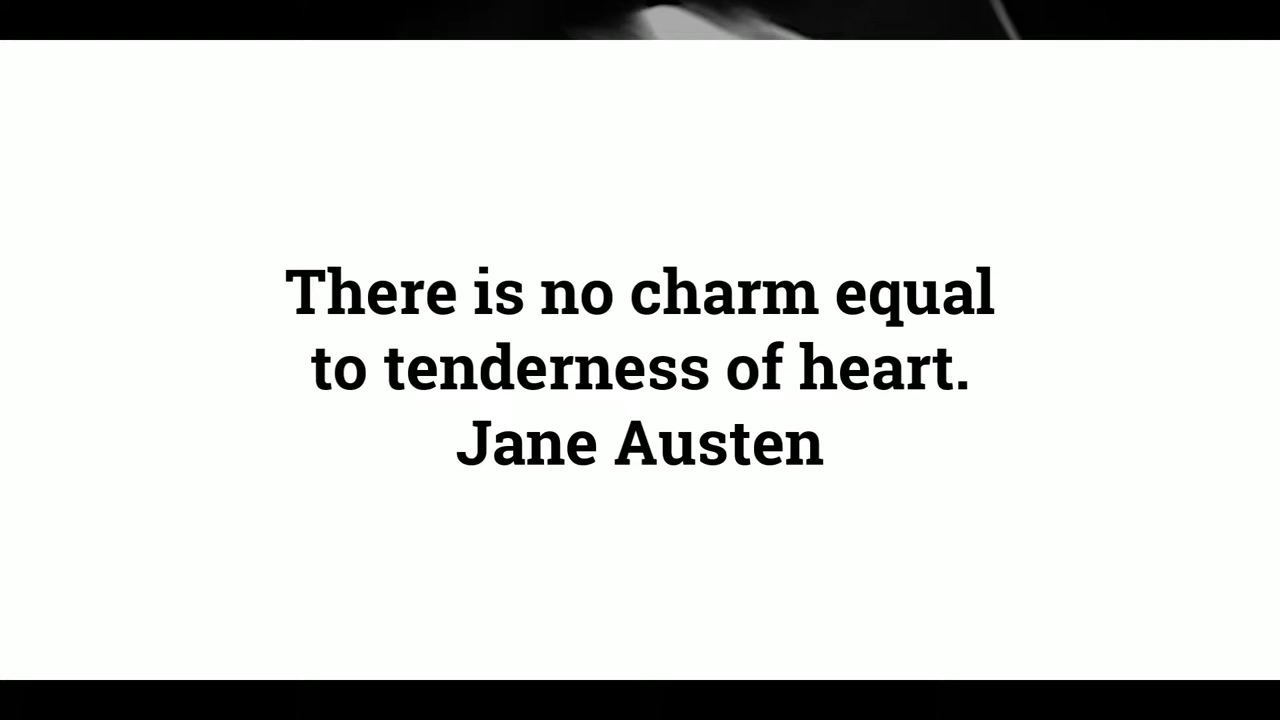 There is no charm equal
to tenderness of heart.
Jane Austen